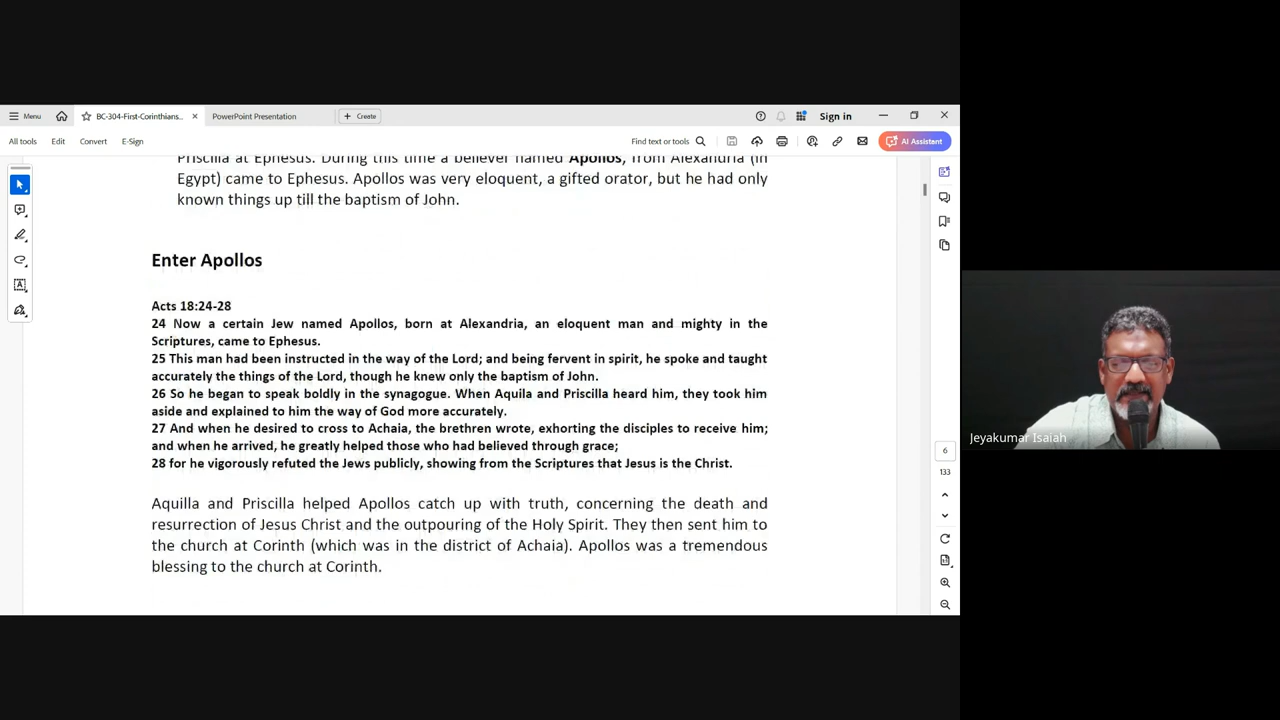 Menu
BC-304-First-Corinthians...
PowerPoint Presentation
Create
Sign in
All tools
Edit
Convert
E-Sign
Find text or tools
AI Assistant
Priscilla at Ephesus. During this time a believer named Apollos, from Alexandria (in
Egypt) came to Ephesus. Apollos was very eloquent, a gifted orator, but he had only
known things up till the baptism of John.
Enter Apollos
Acts 18:24-28
24 Now a certain Jew named Apollos, born at Alexandria, an eloquent man and mighty in the
Scriptures, came to Ephesus.
25 This man had been instructed in the way of the Lord; and being fervent in spirit, he spoke and taught
accurately the things of the Lord, though he knew only the baptism of John.
26 So he began to speak boldly in the synagogue. When Aquila and Priscilla heard him, they took him
aside and explained to him the way of God more accurately.
27 And when he desired to cross to Achaia, the brethren wrote, exhorting the disciples to receive him;
and when he arrived, he greatly helped those who had believed through grace;
28 for he vigorously refuted the Jews publicly, showing from the Scriptures that Jesus is the Christ.
Aquilla and Priscilla helped Apollos catch up with truth, concerning the death and
resurrection of Jesus Christ and the outpouring of the Holy Spirit. They then sent him to
the church at Corinth (which was in the district of Achaia). Apollos was a tremendous
blessing to the church at Corinth.
6
133
Jeyakumar Isaiah